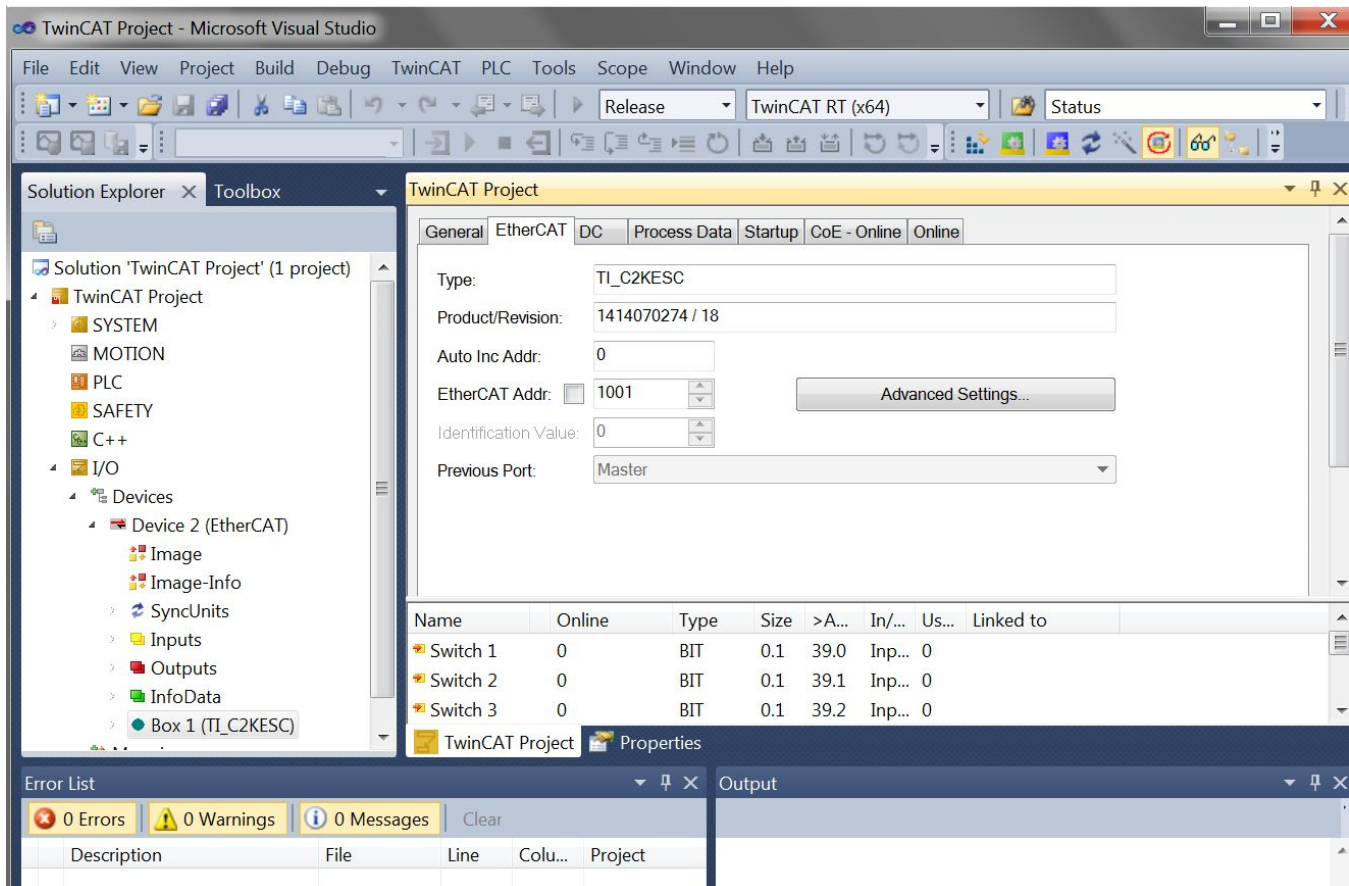 TwinCAT Project - Microsoft Visual Studio
File Edit View Project Build Debug TwinCAT PLC Tools Scope Window Help
Release TwinCAT RT (x64) Status
Solution Explorer Toolbox
Solution 'TwinCAT Project' (1 project)
TwinCAT Project
SYSTEM
MOTION
PLC
SAFETY
C++
I/O
Devices
Device 2 (EtherCAT)
Image
Image-Info
SyncUnits
Inputs
Outputs
InfoData
Box 1 (TI_C2KESC)
TwinCAT Project
General EtherCAT DC Process Data Startup CoE - Online Online
Type: TI_C2KESC
Product/Revision: 1414070274 / 18
Auto Inc Addr: 0
EtherCAT Addr: 1001 Advanced Settings...
Identification Value: 0
Previous Port: Master
Name Online Type Size >A... In/... Us... Linked to
Switch 1 0 BIT 0.1 39.0 Inp... 0
Switch 2 0 BIT 0.1 39.1 Inp... 0
Switch 3 0 BIT 0.1 39.2 Inp... 0
TwinCAT Project Properties
Error List
0 Errors 0 Warnings 0 Messages Clear
Description File Line Colu... Project
Output